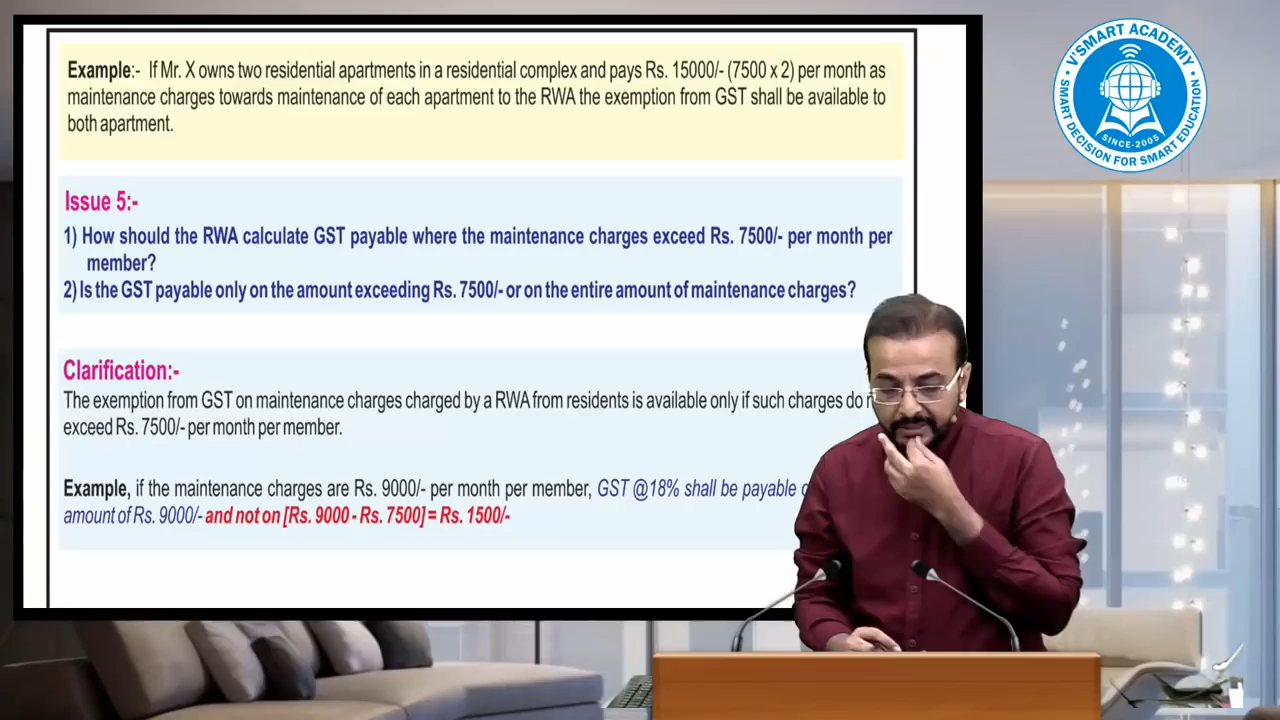 Example:- If Mr. X owns two residential apartments in a residential complex and pays Rs. 15000/- (7500 x 2) per month as
maintenance charges towards maintenance of each apartment to the RWA the exemption from GST shall be available to
both apartment.
Issue 5:-
1) How should the RWA calculate GST payable where the maintenance charges exceed Rs. 7500/- per month per
member?
2) Is the GST payable only on the amount exceeding Rs. 7500/- or on the entire amount of maintenance charges?
Clarification:-
The exemption from GST on maintenance charges charged by a RWA from residents is available only if such charges do
exceed Rs. 7500/- per month per member.
Example, if the maintenance charges are Rs. 9000/- per month per member, GST @18% shall be payable
amount of Rs. 9000/- and not on [Rs. 9000 - Rs. 7500] = Rs. 1500/-
V'SMART ACADEMY
SINCE-2005
SMART DECISION FOR SMART EDUCATION